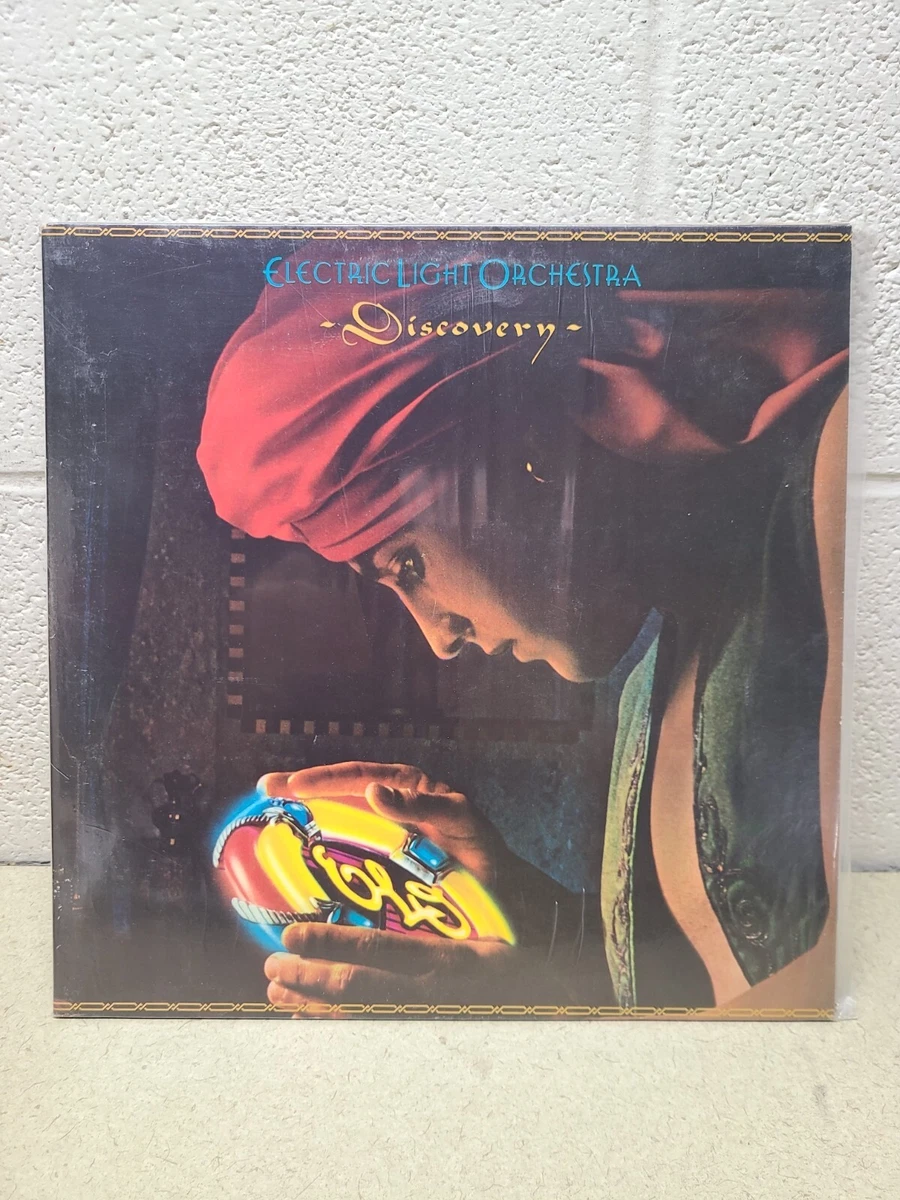 ELECTRIC LIGHT ORCHESTRA
-Discovery-
ELO